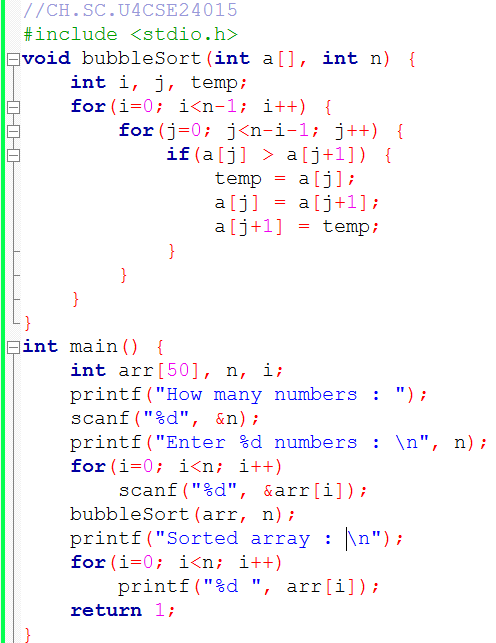 //CH.SC.U4CSE24015
#include <stdio.h>
void bubbleSort(int a[], int n) {
    int i, j, temp;
    for(i=0; i<n-1; i++) {
        for(j=0; j<n-i-1; j++) {
            if(a[j] > a[j+1]) {
                temp = a[j];
                a[j] = a[j+1];
                a[j+1] = temp;
            }
        }
    }
}
int main() {
    int arr[50], n, i;
    printf("How many numbers : ");
    scanf("%d", &n);
    printf("Enter %d numbers : \n", n);
    for(i=0; i<n; i++)
        scanf("%d", &arr[i]);
    bubbleSort(arr, n);
    printf("Sorted array : \n");
    for(i=0; i<n; i++)
        printf("%d ", arr[i]);
    return 1;
}